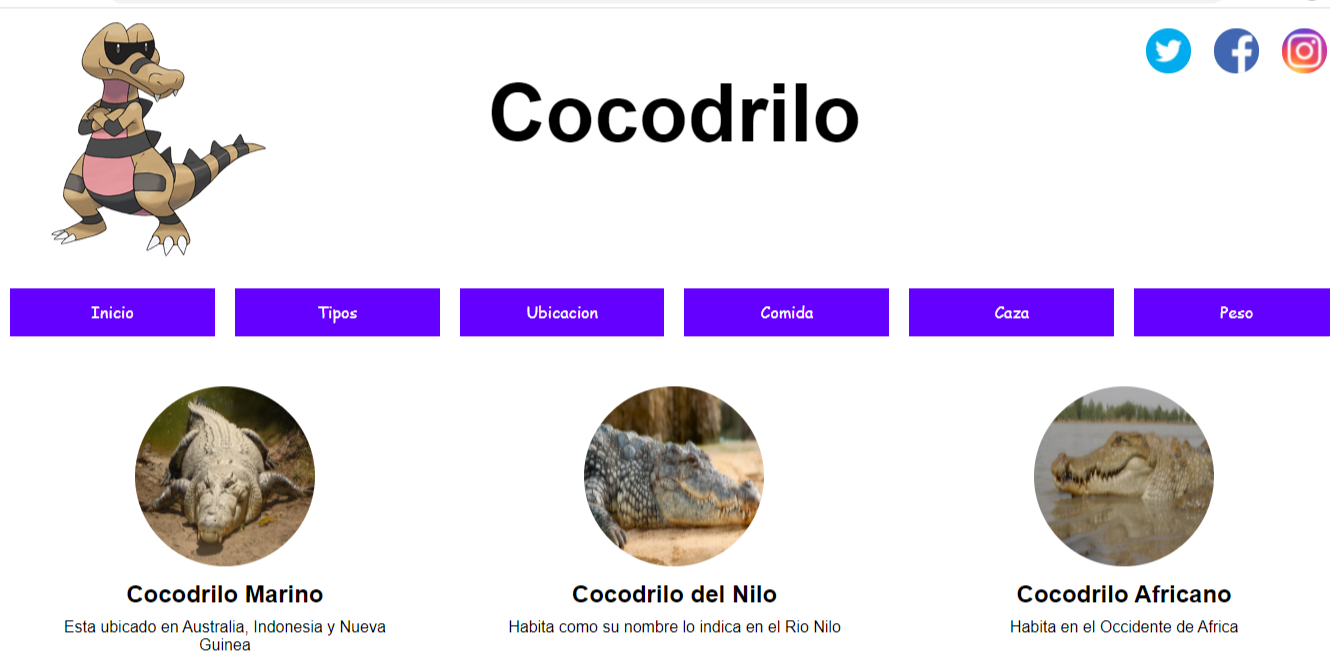 Cocodrilo
Inicio
Tipos
Ubicacion
Comida
Caza
Peso
Cocodrilo Marino
Esta ubicado en Australia, Indonesia y Nueva
Guinea
Cocodrilo del Nilo
Habita como su nombre lo indica en el Rio Nilo
Cocodrilo Africano
Habita en el Occidente de Africa